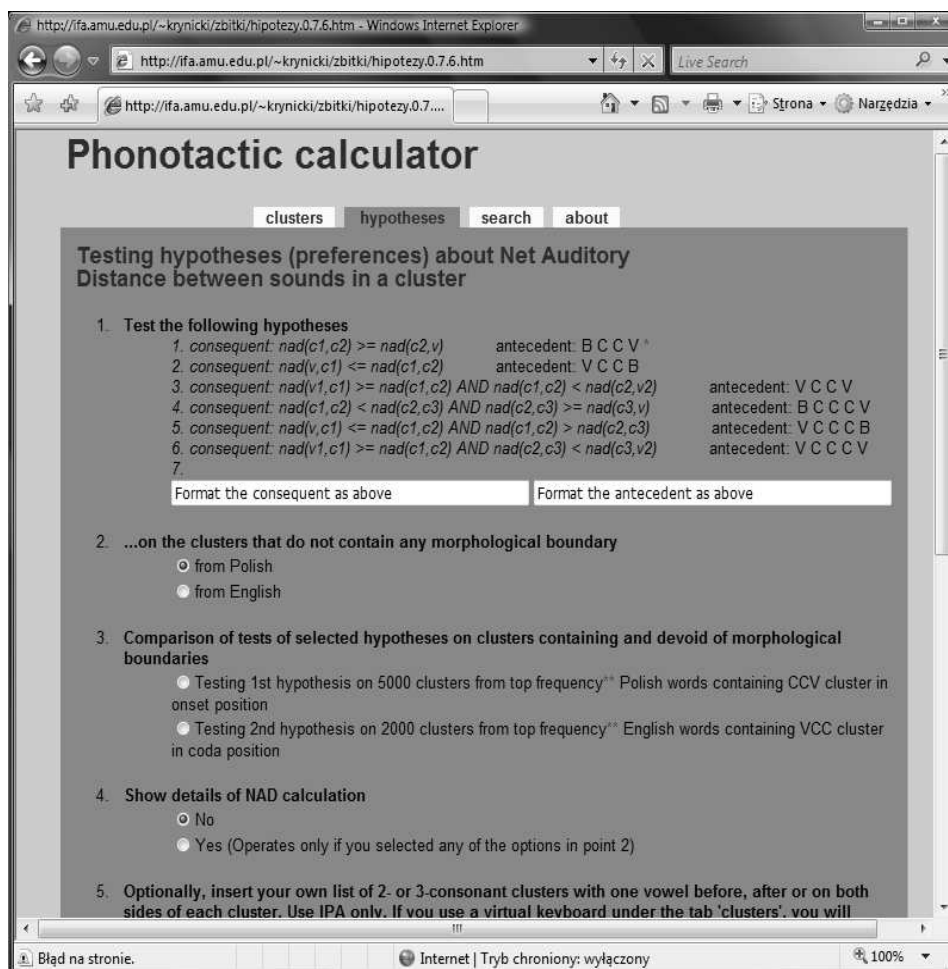 http://ifa.amu.edu.pl/~krynicki/zbitki/hipotezy.0.7.6.htm - Windows Internet Explorer
http://ifa.amu.edu.pl/~krynicki/zbitki/hipotezy.0.7.6.htm
Live Search
http://ifa.amu.edu.pl/~krynicki/zbitki/hipotezy.0.7....
Strona
Narzędzia
Phonotactic calculator
clusters hypotheses search about
Testing hypotheses (preferences) about Net Auditory
Distance between sounds in a cluster
1. Test the following hypotheses
1. consequent: nad(c1,c2) >= nad(c2,v) antecedent: B C C V *
2. consequent: nad(v,c1) <= nad(c1,c2) antecedent: V C C B
3. consequent: nad(v1,c1) >= nad(c1,c2) AND nad(c1,c2) < nad(c2,v2) antecedent: V C C V
4. consequent: nad(c1,c2) < nad(c2,c3) AND nad(c2,c3) >= nad(c3,v) antecedent: B C C C V
5. consequent: nad(v,c1) <= nad(c1,c2) AND nad(c1,c2) > nad(c2,c3) antecedent: V C C C B
6. consequent: nad(v1,c1) >= nad(c1,c2) AND nad(c2,c3) < nad(c3,v2) antecedent: V C C C V
7.
Format the consequent as above Format the antecedent as above
2. ...on the clusters that do not contain any morphological boundary
from Polish
from English
3. Comparison of tests of selected hypotheses on clusters containing and devoid of morphological
boundaries
Testing 1st hypothesis on 5000 clusters from top frequency** Polish words containing CCV cluster in
onset position
Testing 2nd hypothesis on 2000 clusters from top frequency** English words containing VCC cluster
in coda position
4. Show details of NAD calculation
No
Yes (Operates only if you selected any of the options in point 2)
5. Optionally, insert your own list of 2- or 3-consonant clusters with one vowel before, after or on both
sides of each cluster. Use IPA only. If you use a virtual keyboard under the tab 'clusters', you will
Błąd na stronie.
Internet | Tryb chroniony: wyłączony
100%